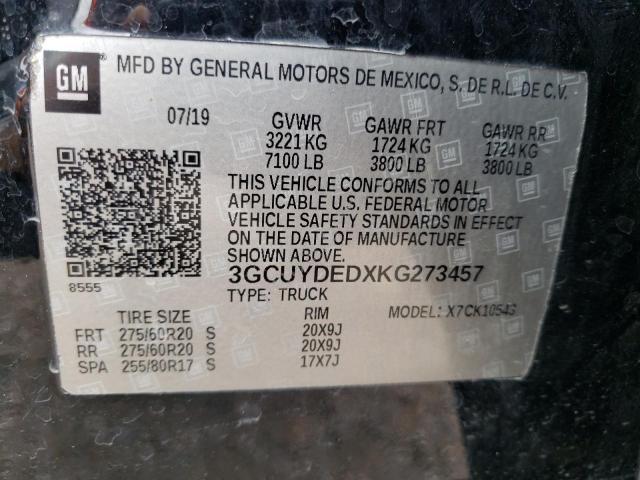 GM
MFD BY GENERAL MOTORS DE MEXICO, S. DE R.L. DE C.V.
07/19 GVWR GAWR FRT GAWR RR
3221 KG 1724 KG 1724 KG
7100 LB 3800 LB 3800 LB
THIS VEHICLE CONFORMS TO ALL
APPLICABLE U.S. FEDERAL MOTOR
VEHICLE SAFETY STANDARDS IN EFFECT
ON THE DATE OF MANUFACTURE
SHOWN ABOVE.
8555
3GCUYDEDXKG273457
TYPE: TRUCK MODEL: X7CK10543
TIRE SIZE RIM
FRT 275/60R20 S 20X9J
RR 275/60R20 S 20X9J
SPA 255/80R17 S 17X7J